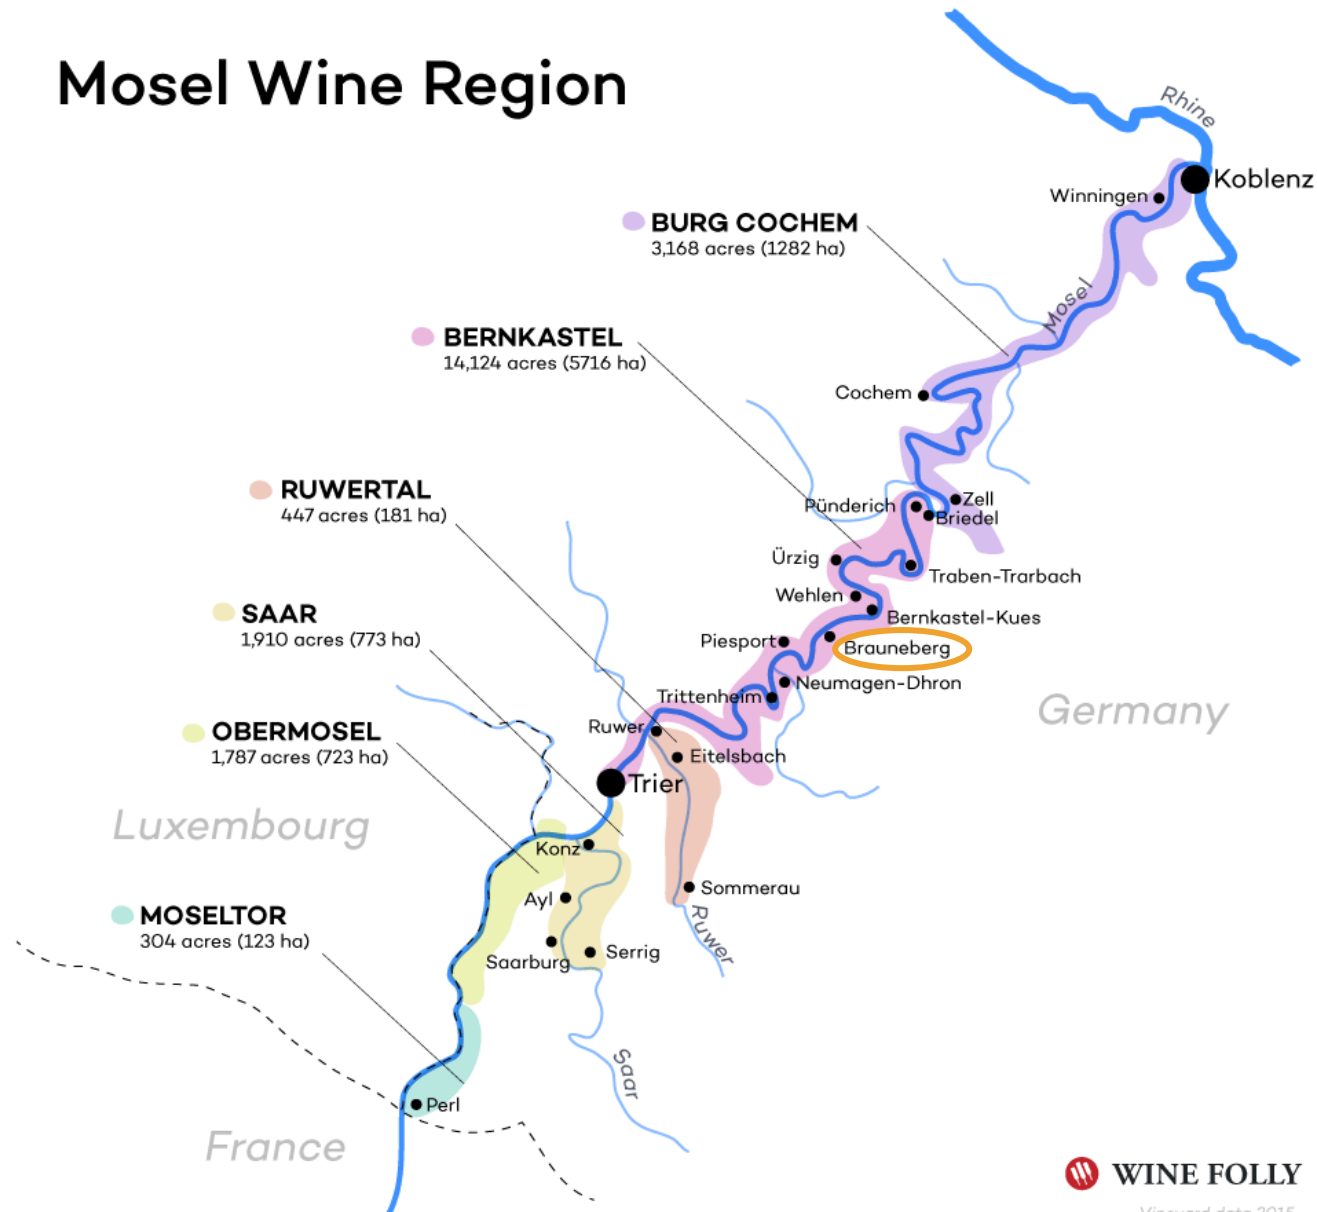 Mosel Wine Region
Rhine
Koblenz
Winningen
BURG COCHEM
3,168 acres (1282 ha)
Mosel
BERNKASTEL
14,124 acres (5716 ha)
Cochem
RUWERTAL
447 acres (181 ha)
Pünderich
Zell
Briedel
Ürzig
Traben-Trarbach
Wehlen
Bernkastel-Kues
SAAR
1,910 acres (773 ha)
Piesport
Brauneberg
Neumagen-Dhron
Trittenheim
Germany
OBERMOSEL
1,787 acres (723 ha)
Ruwer
Eitelsbach
Trier
Luxembourg
Konz
Ayl
Sommerau
MOSELTOR
304 acres (123 ha)
Ruwer
Saarburg
Serrig
Saar
Perl
France
WINE FOLLY
Vineyard data 2015